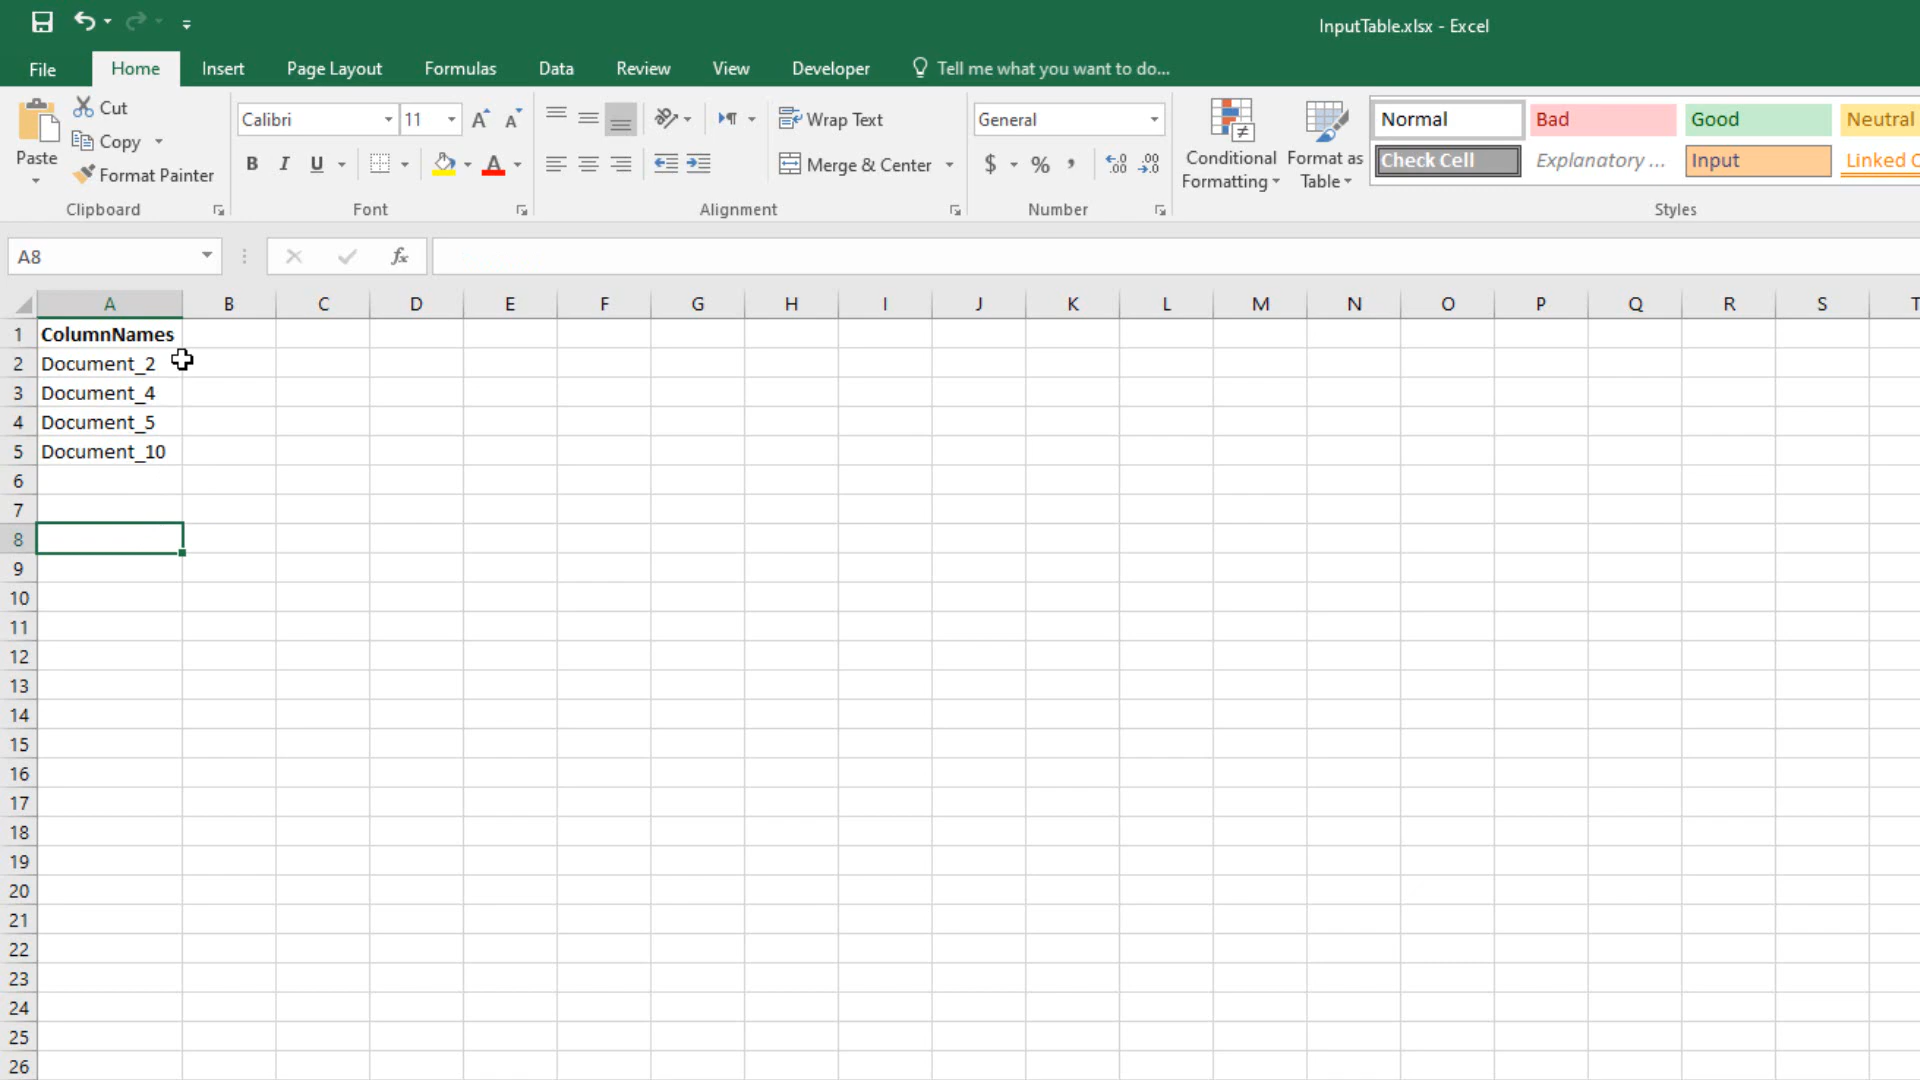 InputTable.xlsx - Excel
File Home Insert Page Layout Formulas Data Review View Developer Tell me what you want to do...
Paste
Cut
Copy
Format Painter
Clipboard
Calibri 11
B I U A
Font
Wrap Text
Merge & Center
Alignment
General
$ % ,
Number
Conditional Formatting
Format as Table
Normal Bad Good Neutral
Check Cell Explanatory ... Input Linked C
Styles
A8 fx
A B C D E F G H I J K L M N O P Q R S T
1 ColumnNames
2 Document_2
3 Document_4
4 Document_5
5 Document_10
6
7
8
9
10
11
12
13
14
15
16
17
18
19
20
21
22
23
24
25
26